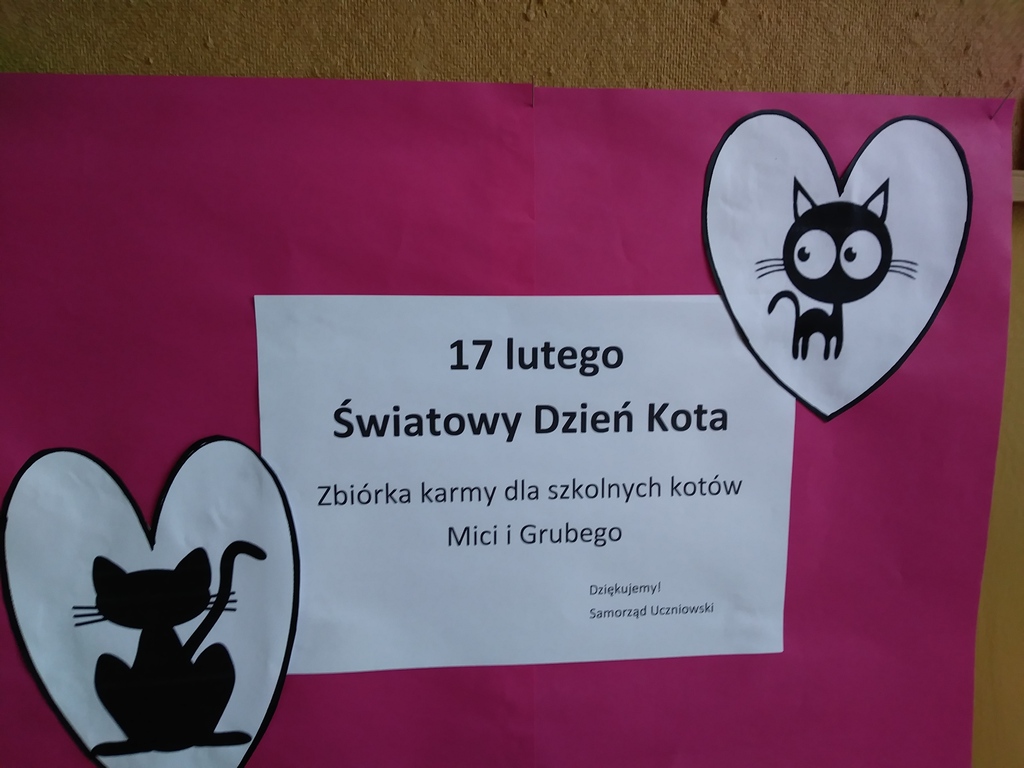 17 lutego
Światowy Dzień Kota
Zbiórka karmy dla szkolnych kotów
Mici i Grubego
Dziękujemy!
Samorząd Uczniowski